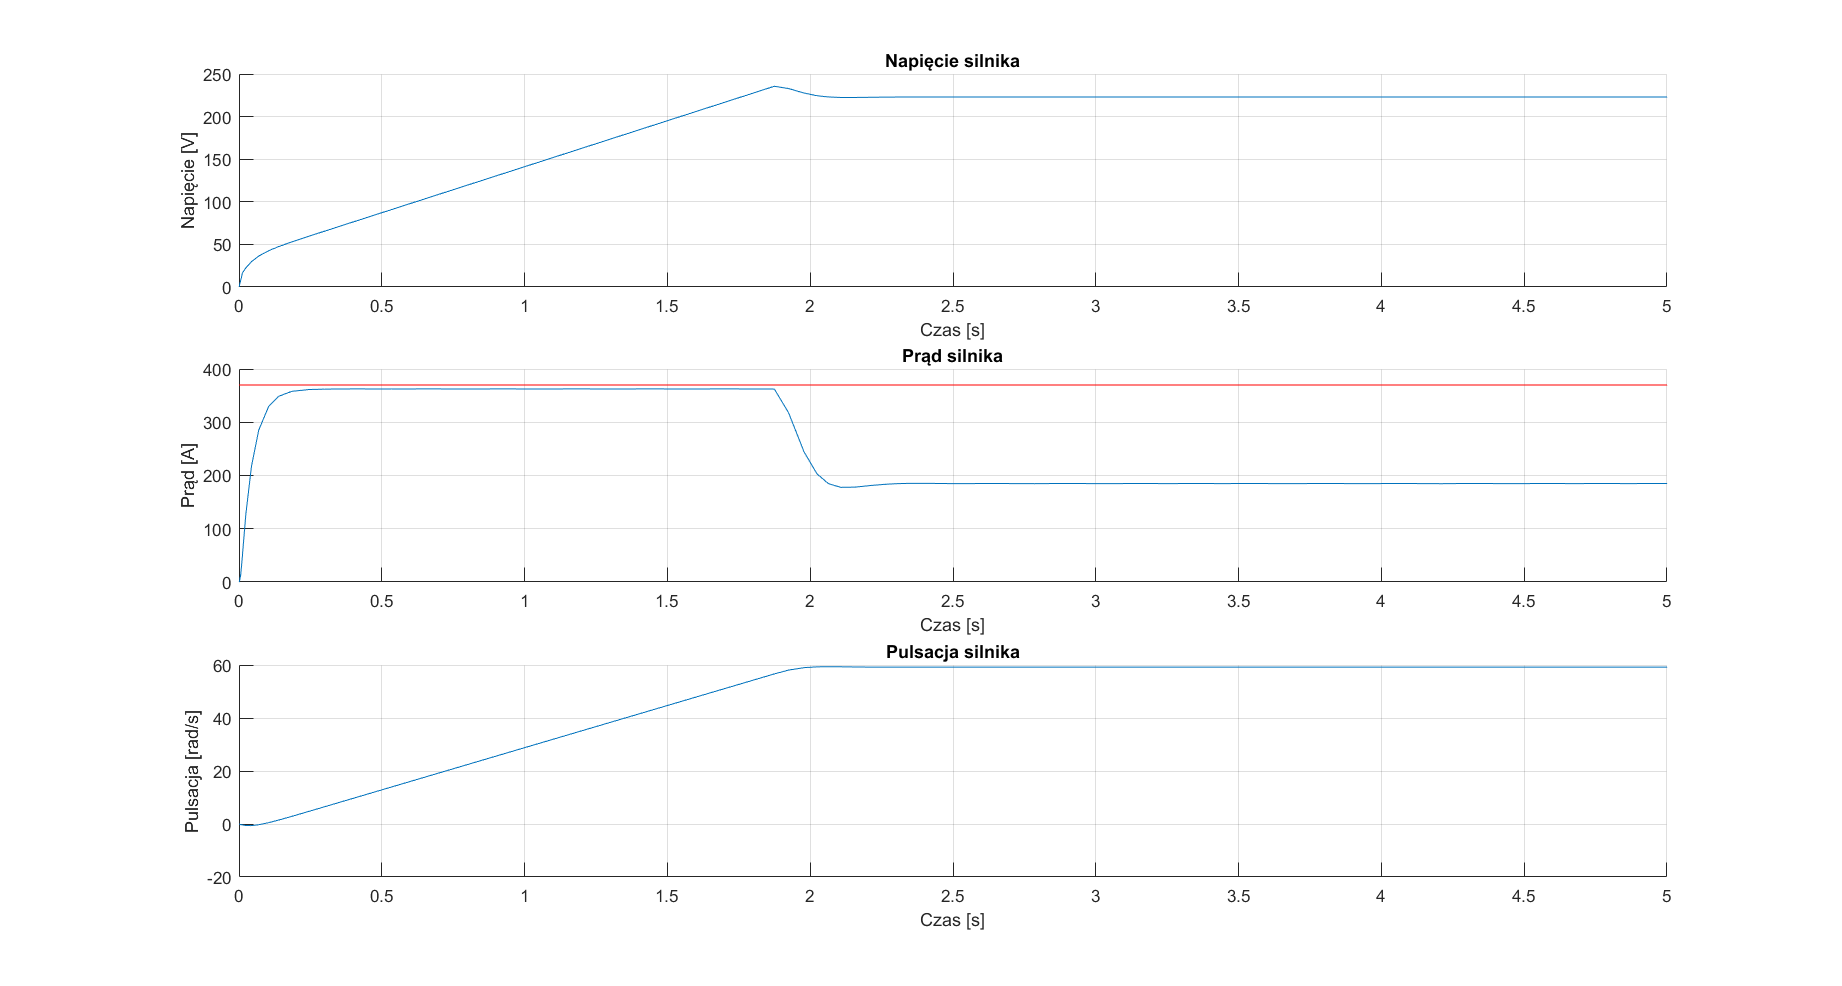 Napięcie silnika
250
200
150
100
50
0
Napięcie [V]
0 0.5 1 1.5 2 2.5 3 3.5 4 4.5 5
Czas [s]
Prąd silnika
400
300
200
100
0
Prąd [A]
0 0.5 1 1.5 2 2.5 3 3.5 4 4.5 5
Czas [s]
Pulsacja silnika
60
40
20
0
-20
Pulsacja [rad/s]
0 0.5 1 1.5 2 2.5 3 3.5 4 4.5 5
Czas [s]